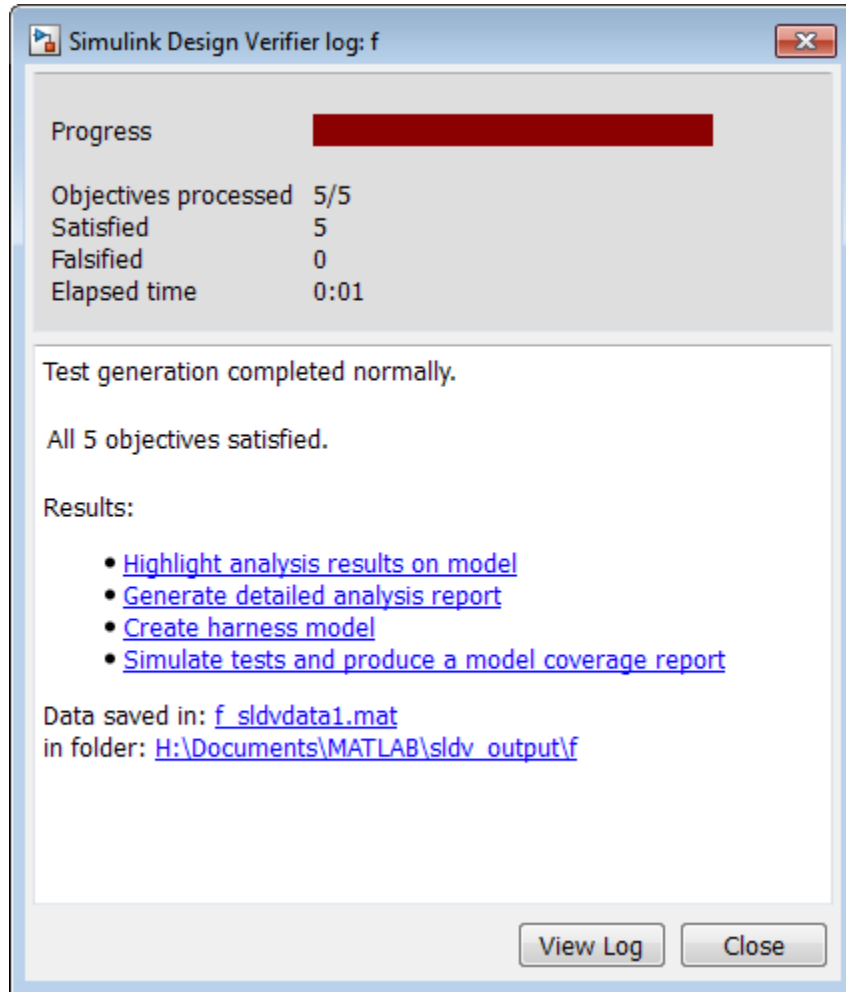 Simulink Design Verifier log: f
Progress
Objectives processed 5/5
Satisfied 5
Falsified 0
Elapsed time 0:01
Test generation completed normally.
All 5 objectives satisfied.
Results:
• Highlight analysis results on model
• Generate detailed analysis report
• Create harness model
• Simulate tests and produce a model coverage report
Data saved in: f_sldvdata1.mat
in folder: H:\Documents\MATLAB\sldv_output\f
View Log Close